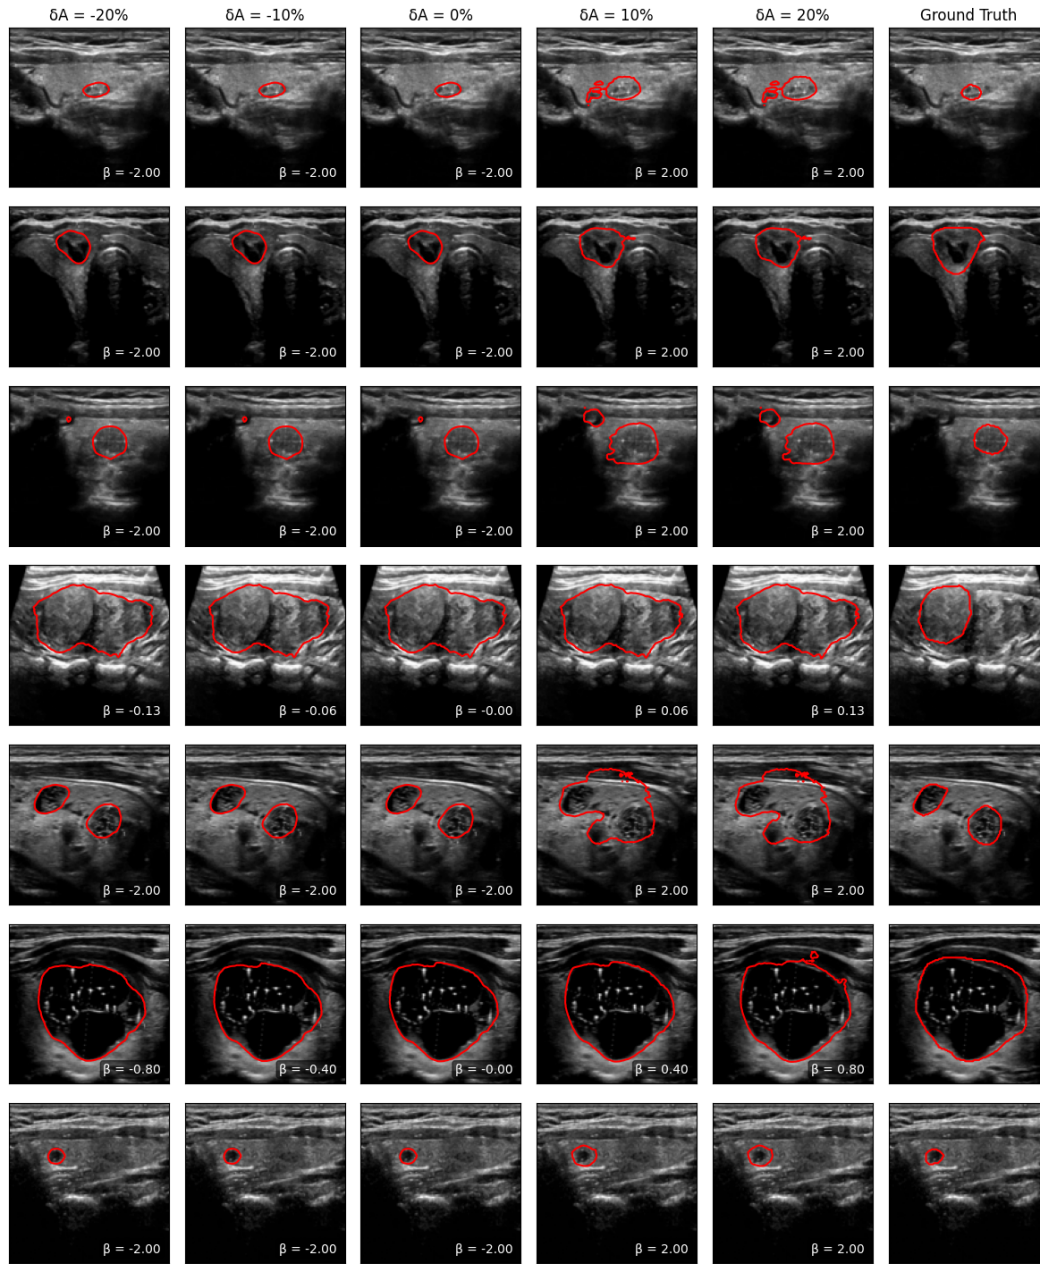 δA = -20% δA = -10% δA = 0% δA = 10% δA = 20% Ground Truth
β = -2.00 β = -2.00 β = -2.00 β = 2.00 β = 2.00
β = -2.00 β = -2.00 β = -2.00 β = 2.00 β = 2.00
β = -2.00 β = -2.00 β = -2.00 β = 2.00 β = 2.00
β = -0.13 β = -0.06 β = -0.00 β = 0.06 β = 0.13
β = -2.00 β = -2.00 β = -2.00 β = 2.00 β = 2.00
β = -0.80 β = -0.40 β = -0.00 β = 0.40 β = 0.80
β = -2.00 β = -2.00 β = -2.00 β = 2.00 β = 2.00